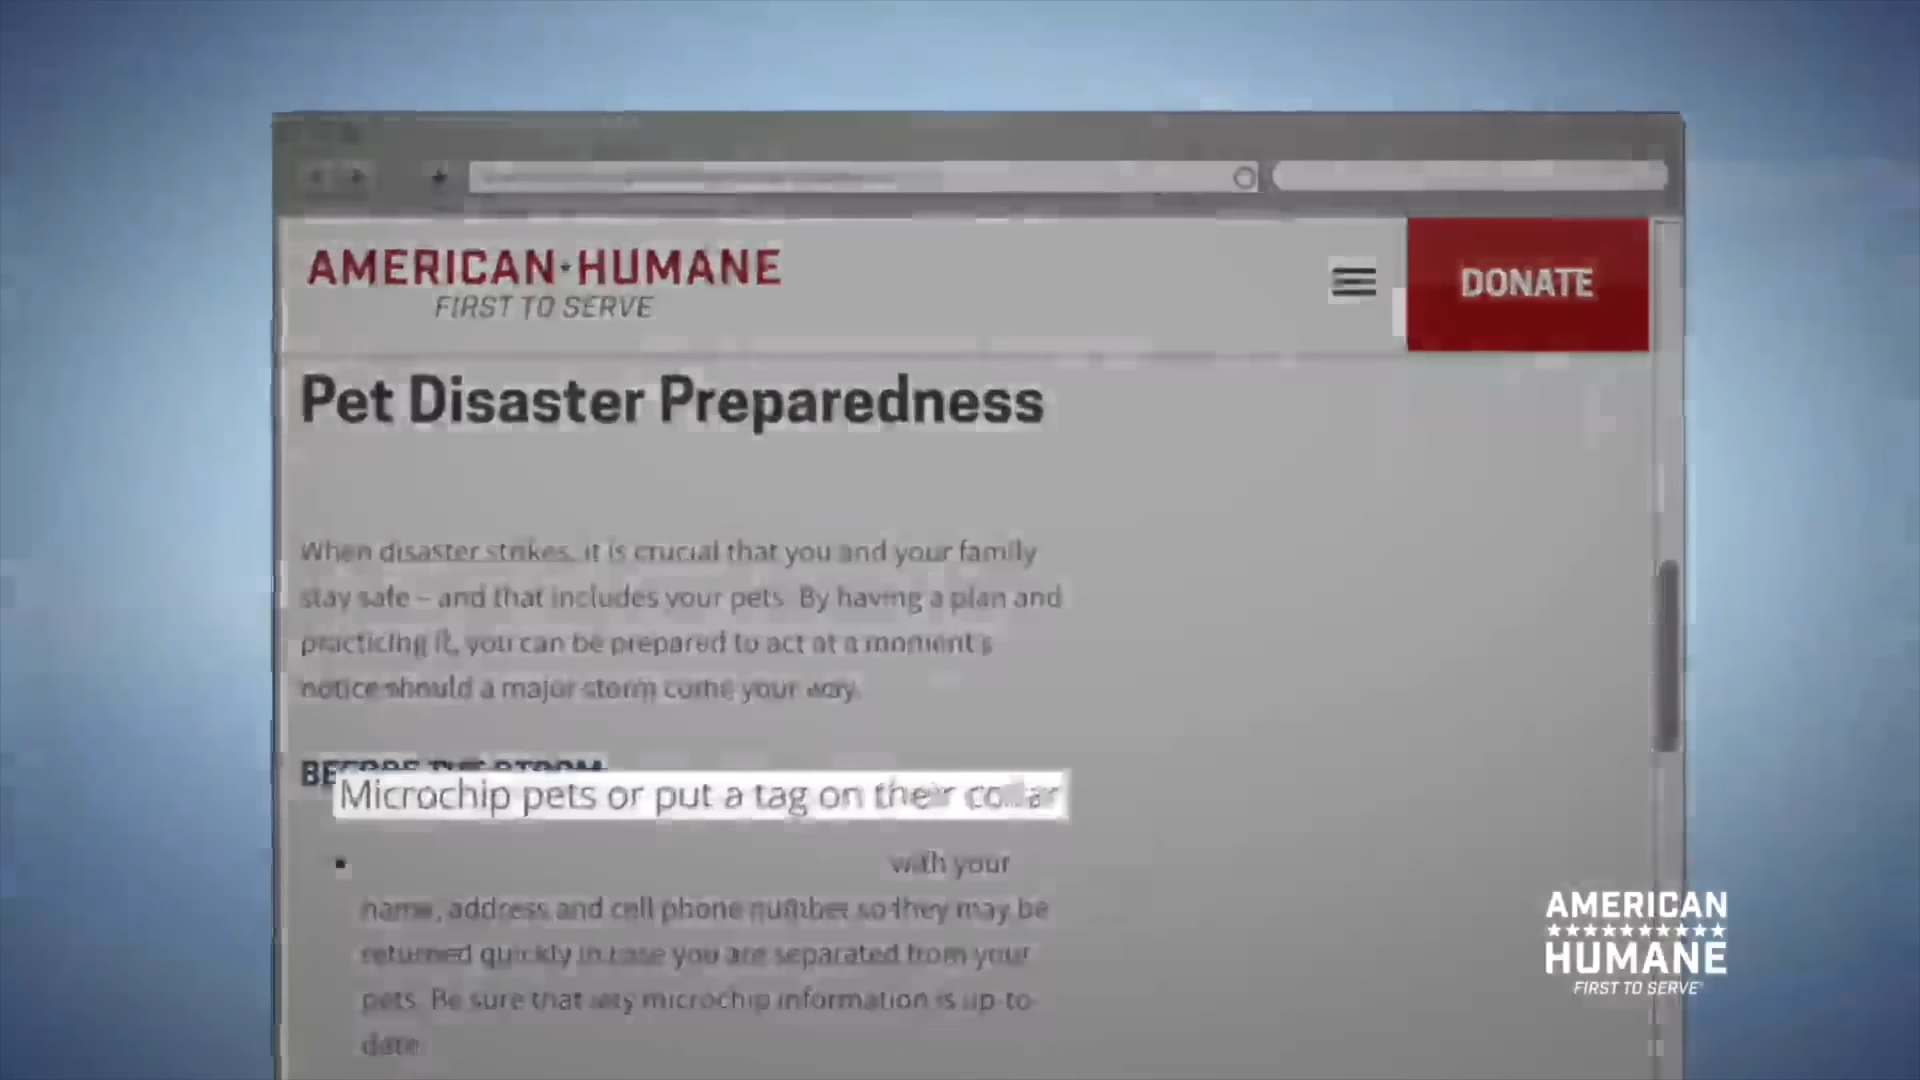 AMERICAN★HUMANE
FIRST TO SERVE
DONATE
Pet Disaster Preparedness
When disaster strikes, it is crucial that you and your family
stay safe – and that includes your pets. By having a plan and
practicing it, you can be prepared to act at a moment's
notice should a major storm come your way.
BEFORE THE STORM
Microchip pets or put a tag on their collar
• with your
name, address and cell phone number so they may be
returned quickly in case you are separated from your
pets. Be sure that any microchip information is up-to-
date
AMERICAN
HUMANE
FIRST TO SERVE®